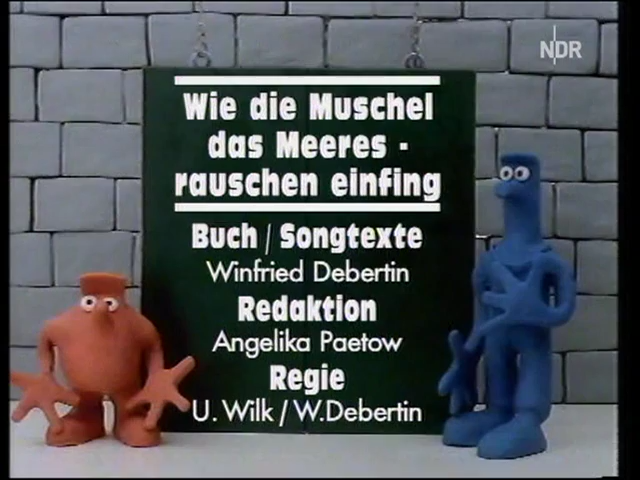 NDR
Wie die Muschel
das Meeres -
rauschen einfing
Buch / Songtexte
Winfried Debertin
Redaktion
Angelika Paetow
Regie
U. Wilk / W.Debertin